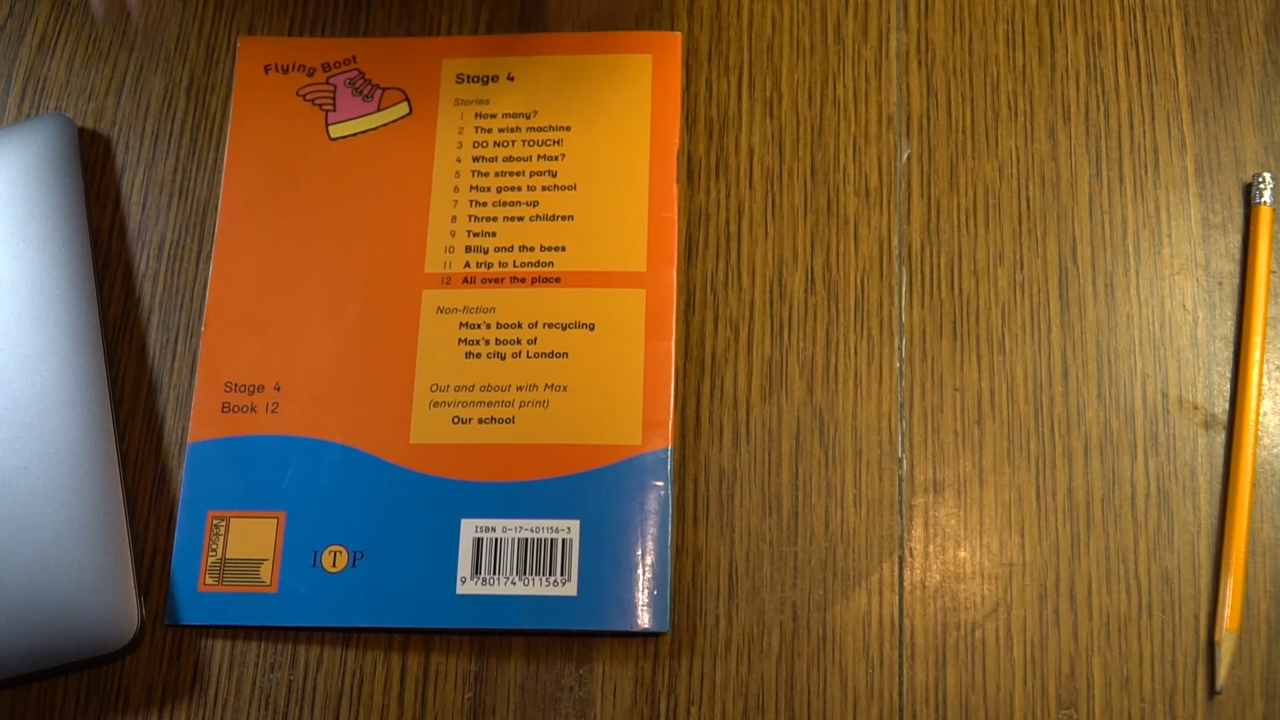 Flying Boot
Stage 4
Stories
1 How many?
2 The wish machine
3 DO NOT TOUCH!
4 What about Max?
5 The street party
6 Max goes to school
7 The clean-up
8 Three new children
9 Twins
10 Billy and the bees
11 A trip to London
12 All over the place
Non-fiction
Max's book of recycling
Max's book of
the city of London
Out and about with Max
(environmental print)
Our school
Stage 4
Book 12
Nelson
ITP
ISBN 0-17-401156-3
9 780174 011569